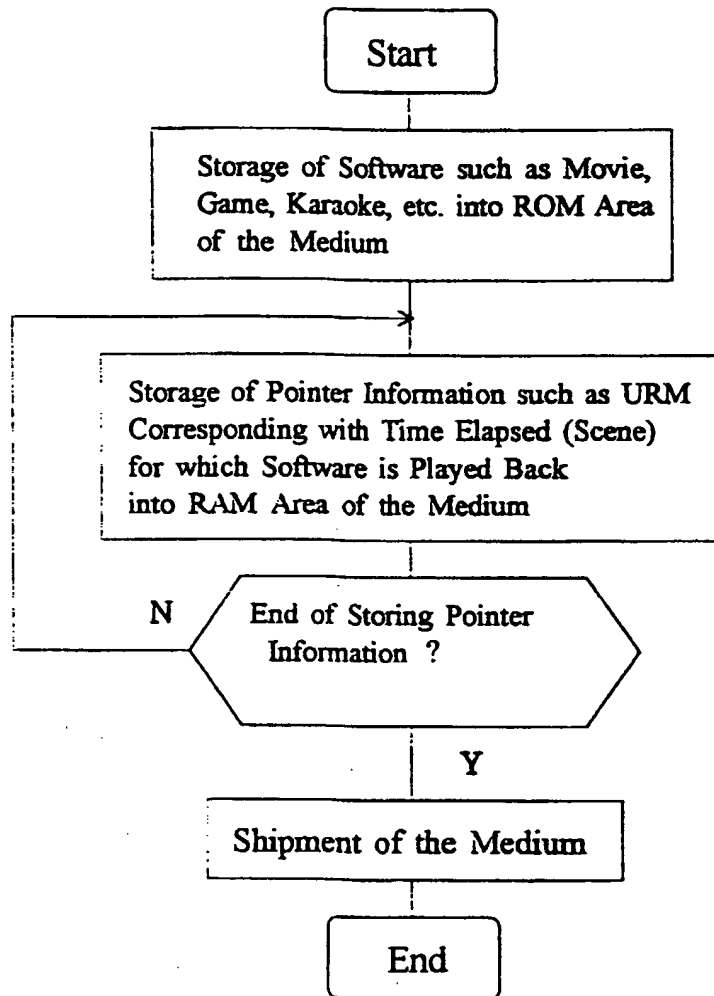 Start
Storage of Software such as Movie,
Game, Karaoke, etc. into ROM Area
of the Medium
Storage of Pointer Information such as URM
Corresponding with Time Elapsed (Scene)
for which Software is Played Back
into RAM Area of the Medium
N
End of Storing Pointer
Information ?
Y
Shipment of the Medium
End